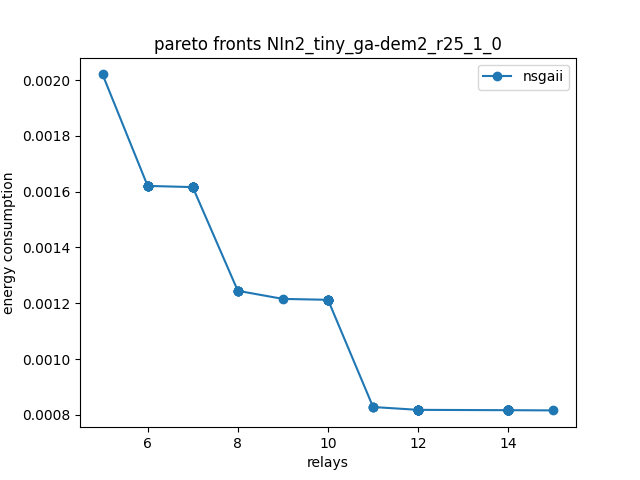 pareto fronts NIn2_tiny_ga-dem2_r25_1_0
nsgaii
0.0020
0.0018
0.0016
0.0014
0.0012
0.0010
0.0008
energy consumption
6 8 10 12 14
relays